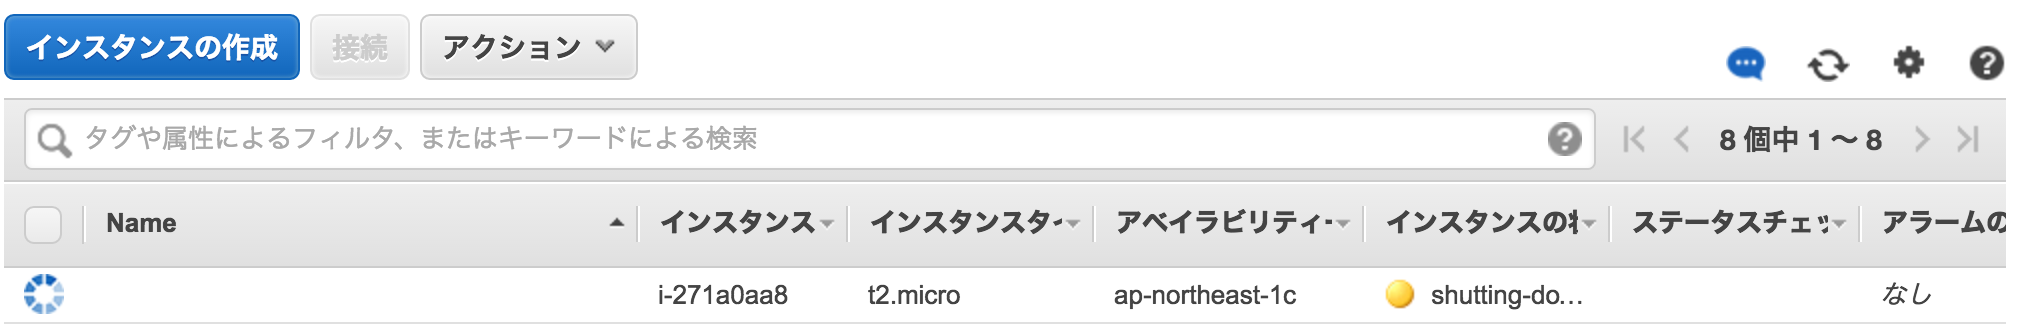 インスタンスの作成 接続 アクション
タグや属性によるフィルタ、またはキーワードによる検索 8 個中 1 〜 8
Name インスタンス インスタンスタイ アベイラビリティー インスタンスの状 ステータスチェッ アラームの
i-271a0aa8 t2.micro ap-northeast-1c shutting-do... なし